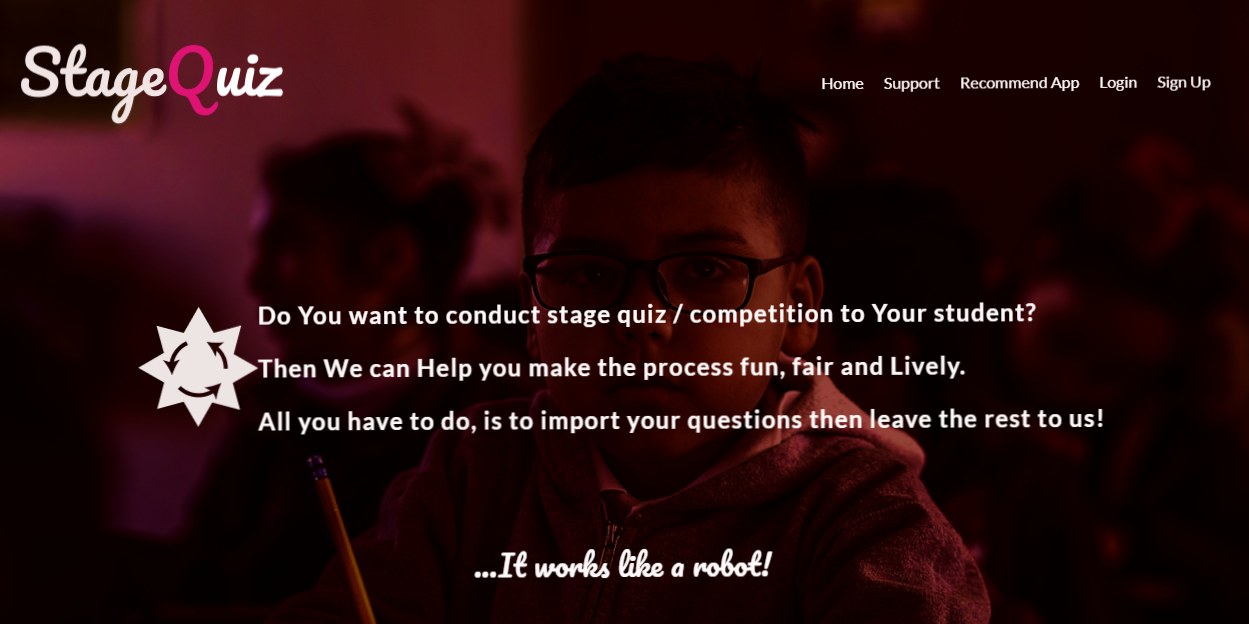 StageQuiz
Home Support Recommend App Login Sign Up
Do You want to conduct stage quiz / competition to Your student?
Then We can Help you make the process fun, fair and Lively.
All you have to do, is to import your questions then leave the rest to us!
...It works like a robot!